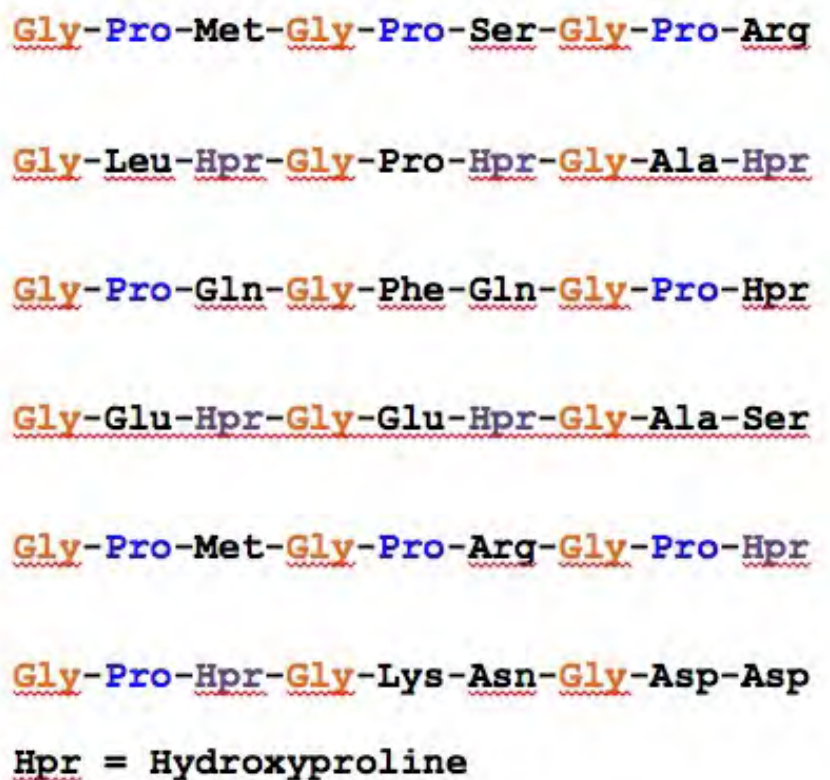 Gly-Pro-Met-Gly-Pro-Ser-Gly-Pro-Arg
Gly-Leu-Hpr-Gly-Pro-Hpr-Gly-Ala-Hpr
Gly-Pro-Gln-Gly-Phe-Gln-Gly-Pro-Hpr
Gly-Glu-Hpr-Gly-Glu-Hpr-Gly-Ala-Ser
Gly-Pro-Met-Gly-Pro-Arg-Gly-Pro-Hpr
Gly-Pro-Hpr-Gly-Lys-Asn-Gly-Asp-Asp
Hpr = Hydroxyproline